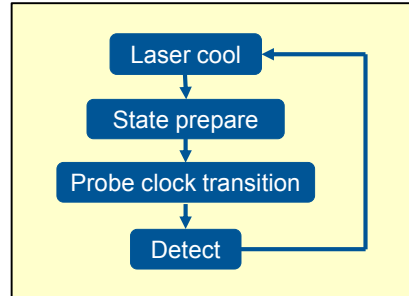 Laser cool
State prepare
Probe clock transition
Detect